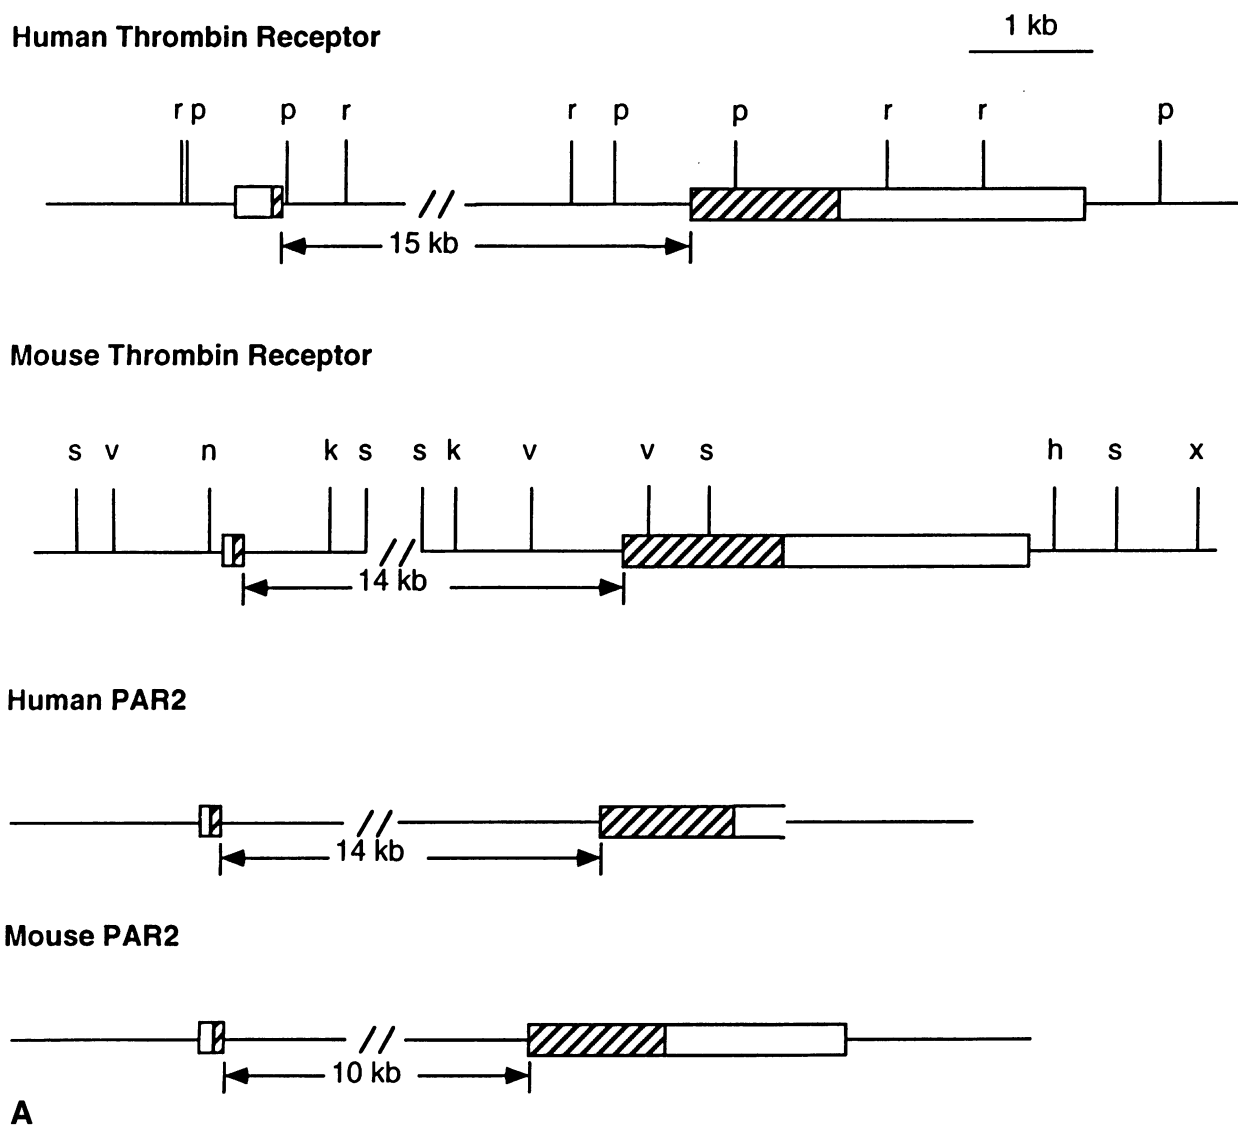 Human Thrombin Receptor
1 kb
r p p r r p p r r p
15 kb
Mouse Thrombin Receptor
s v n k s s k v v s h s x
14 kb
Human PAR2
14 kb
Mouse PAR2
10 kb
A